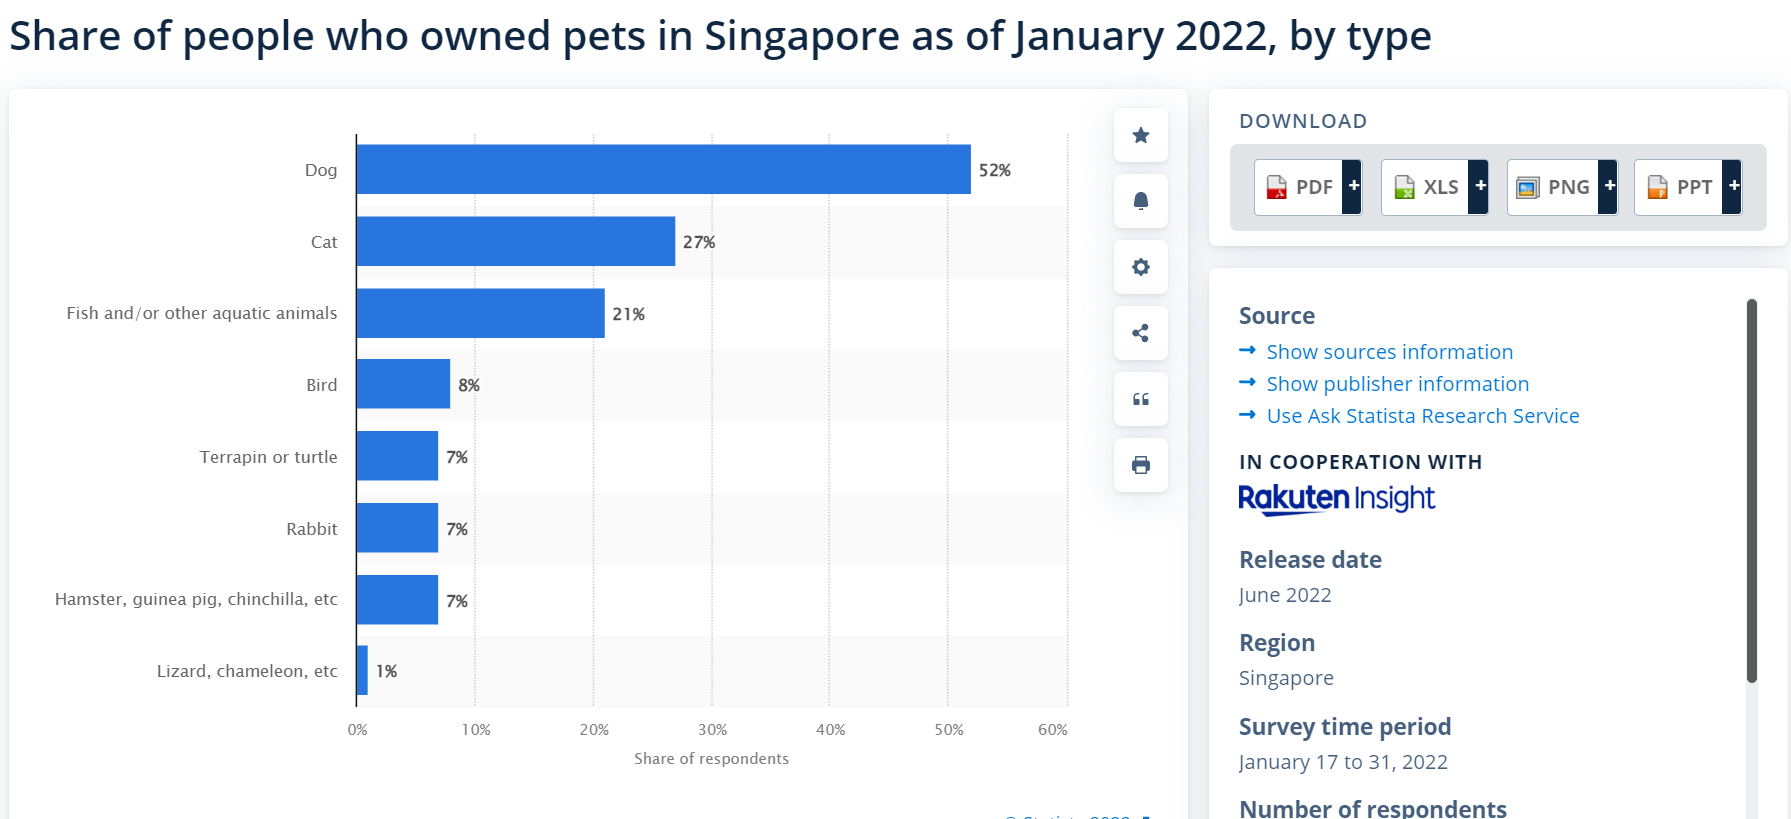 Share of people who owned pets in Singapore as of January 2022, by type
Dog
52%
Cat
27%
Fish and/or other aquatic animals
21%
Bird
8%
Terrapin or turtle
7%
Rabbit
7%
Hamster, guinea pig, chinchilla, etc
7%
Lizard, chameleon, etc
1%
0% 10% 20% 30% 40% 50% 60%
Share of respondents
DOWNLOAD
PDF + XLS + PNG + PPT +
Source
→ Show sources information
→ Show publisher information
→ Use Ask Statista Research Service
IN COOPERATION WITH
Rakuten Insight
Release date
June 2022
Region
Singapore
Survey time period
January 17 to 31, 2022
Number of respondents